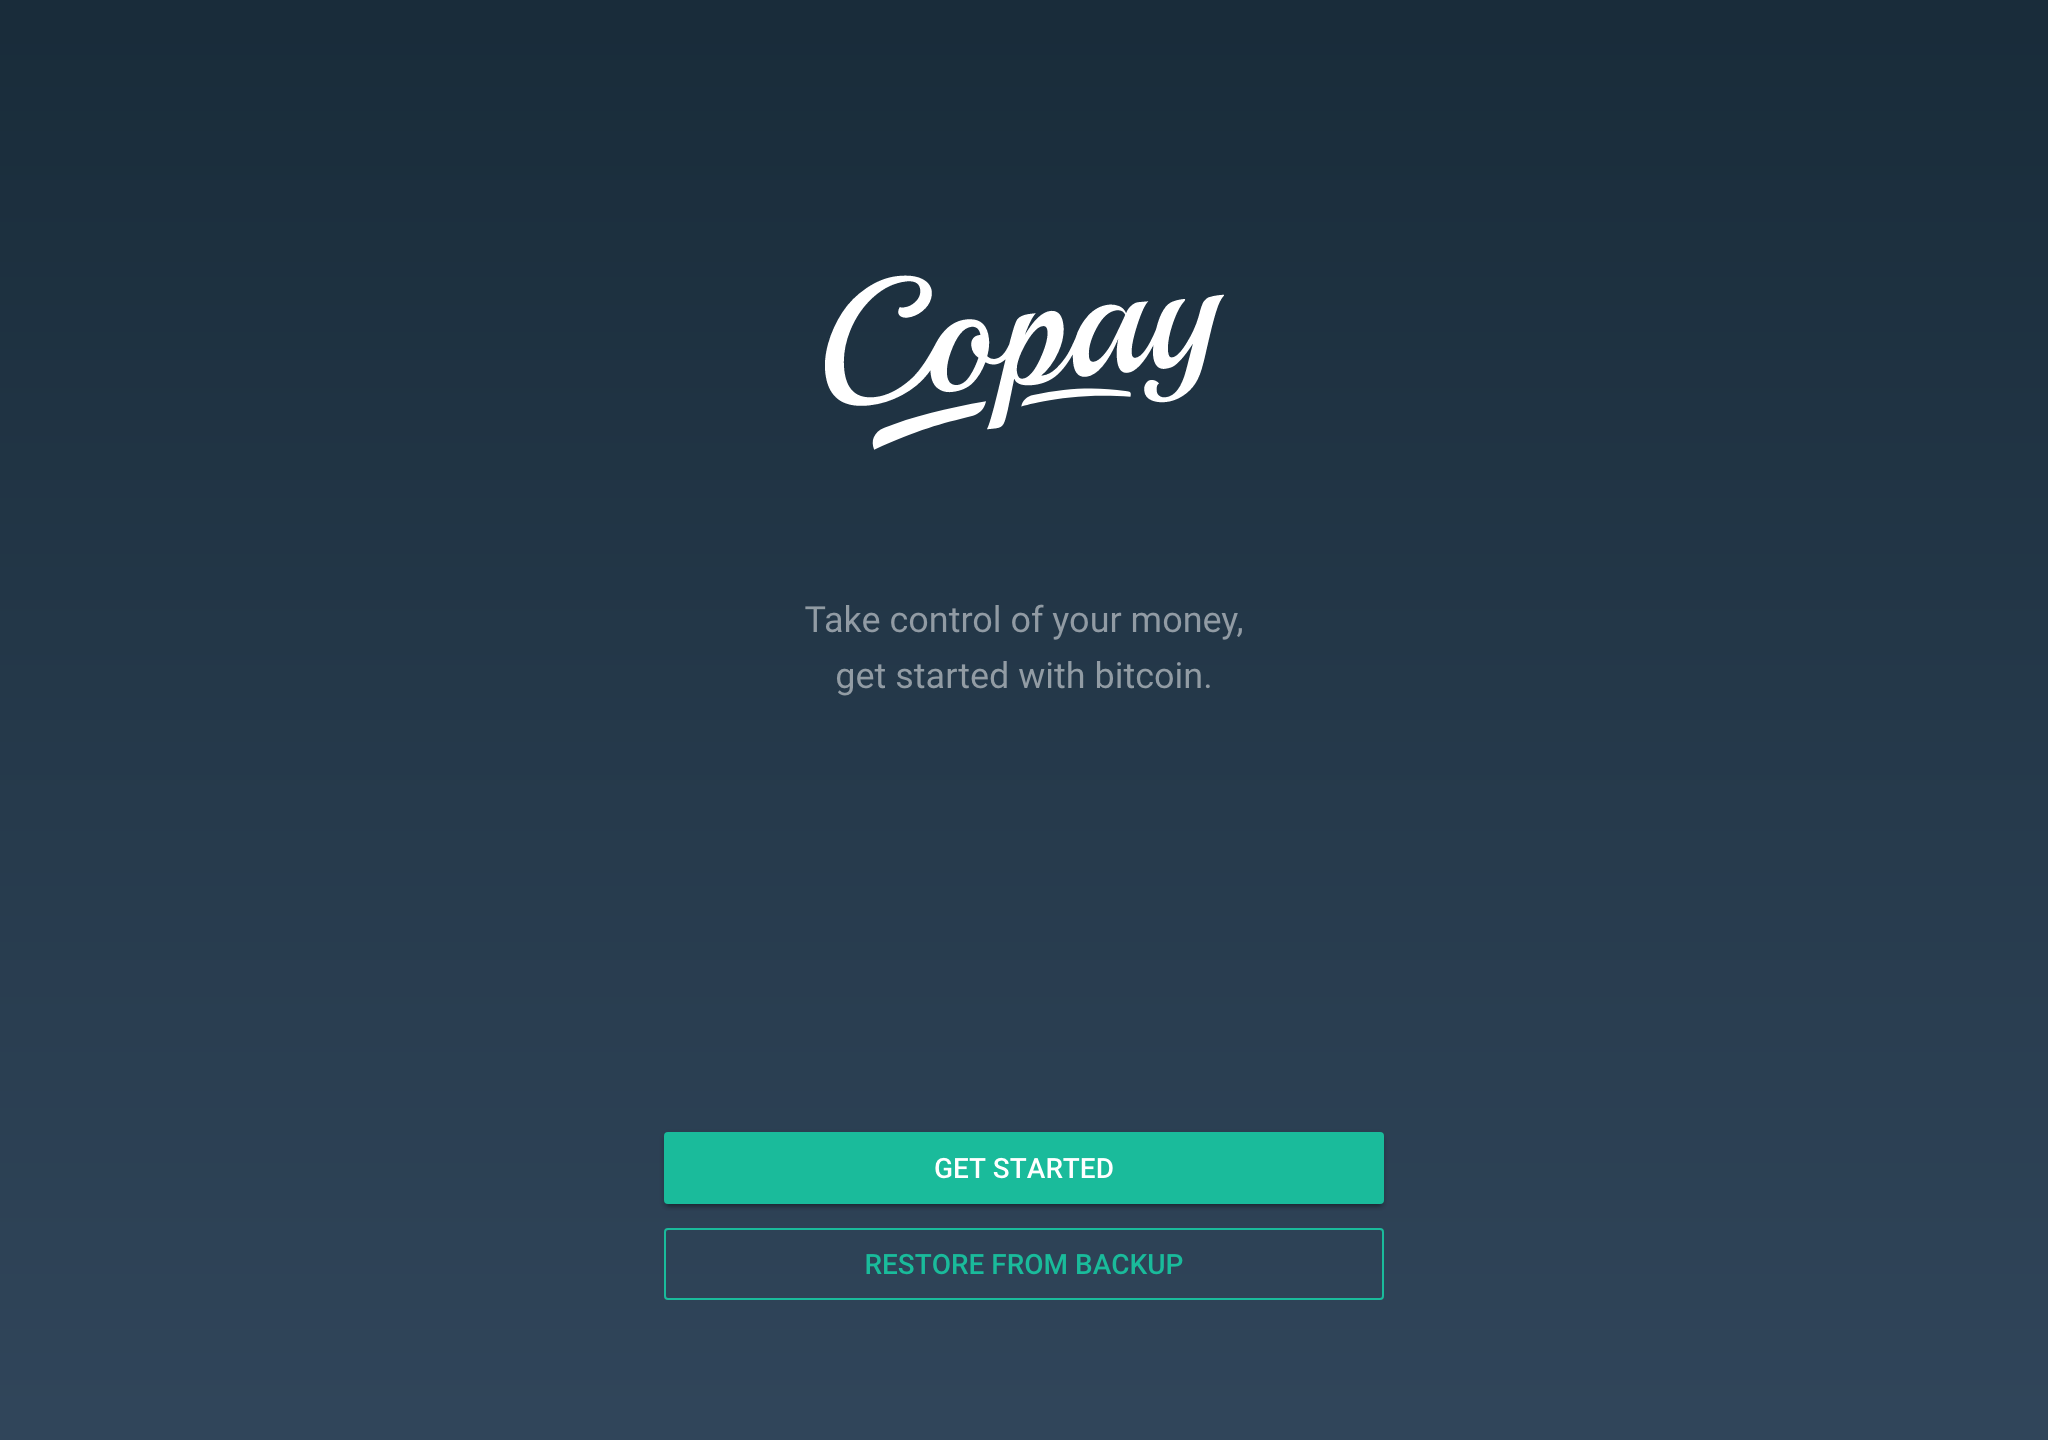 Copay
Take control of your money,
get started with bitcoin.
GET STARTED
RESTORE FROM BACKUP